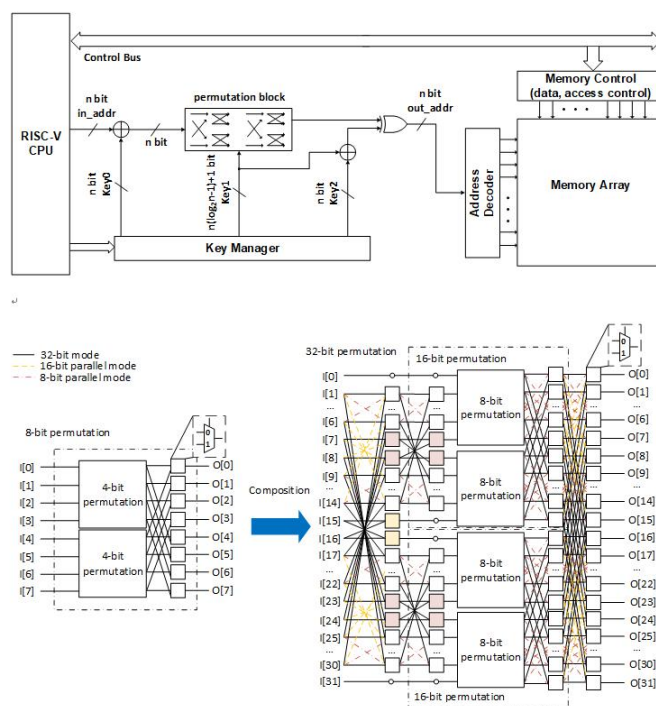 Control Bus
RISC-V
CPU
n bit
in_addr
n bit
permutation block
n bit
out_addr
Memory Control
(data, access control)
Memory Array
Address
Decoder
n bit
Key0
n(log₂n-1)+1 bit
Key1
n bit
Key2
Key Manager
32-bit mode
16-bit parallel mode
8-bit parallel mode
8-bit permutation
0
1
I[0]
I[1]
I[2]
I[3]
I[4]
I[5]
I[6]
I[7]
4-bit
permutation
4-bit
permutation
O[0]
O[1]
O[2]
O[3]
O[4]
O[5]
O[6]
O[7]
Composition
32-bit permutation
16-bit permutation
0
1
I[0]
I[1]
...
I[6]
I[7]
I[8]
I[9]
...
I[14]
I[15]
I[16]
I[17]
...
I[22]
I[23]
I[24]
I[25]
...
I[30]
I[31]
8-bit
permutation
8-bit
permutation
8-bit
permutation
8-bit
permutation
O[0]
O[1]
...
O[6]
O[7]
O[8]
O[9]
...
O[14]
O[15]
O[16]
O[17]
...
O[22]
O[23]
O[24]
O[25]
...
O[30]
O[31]
16-bit permutation